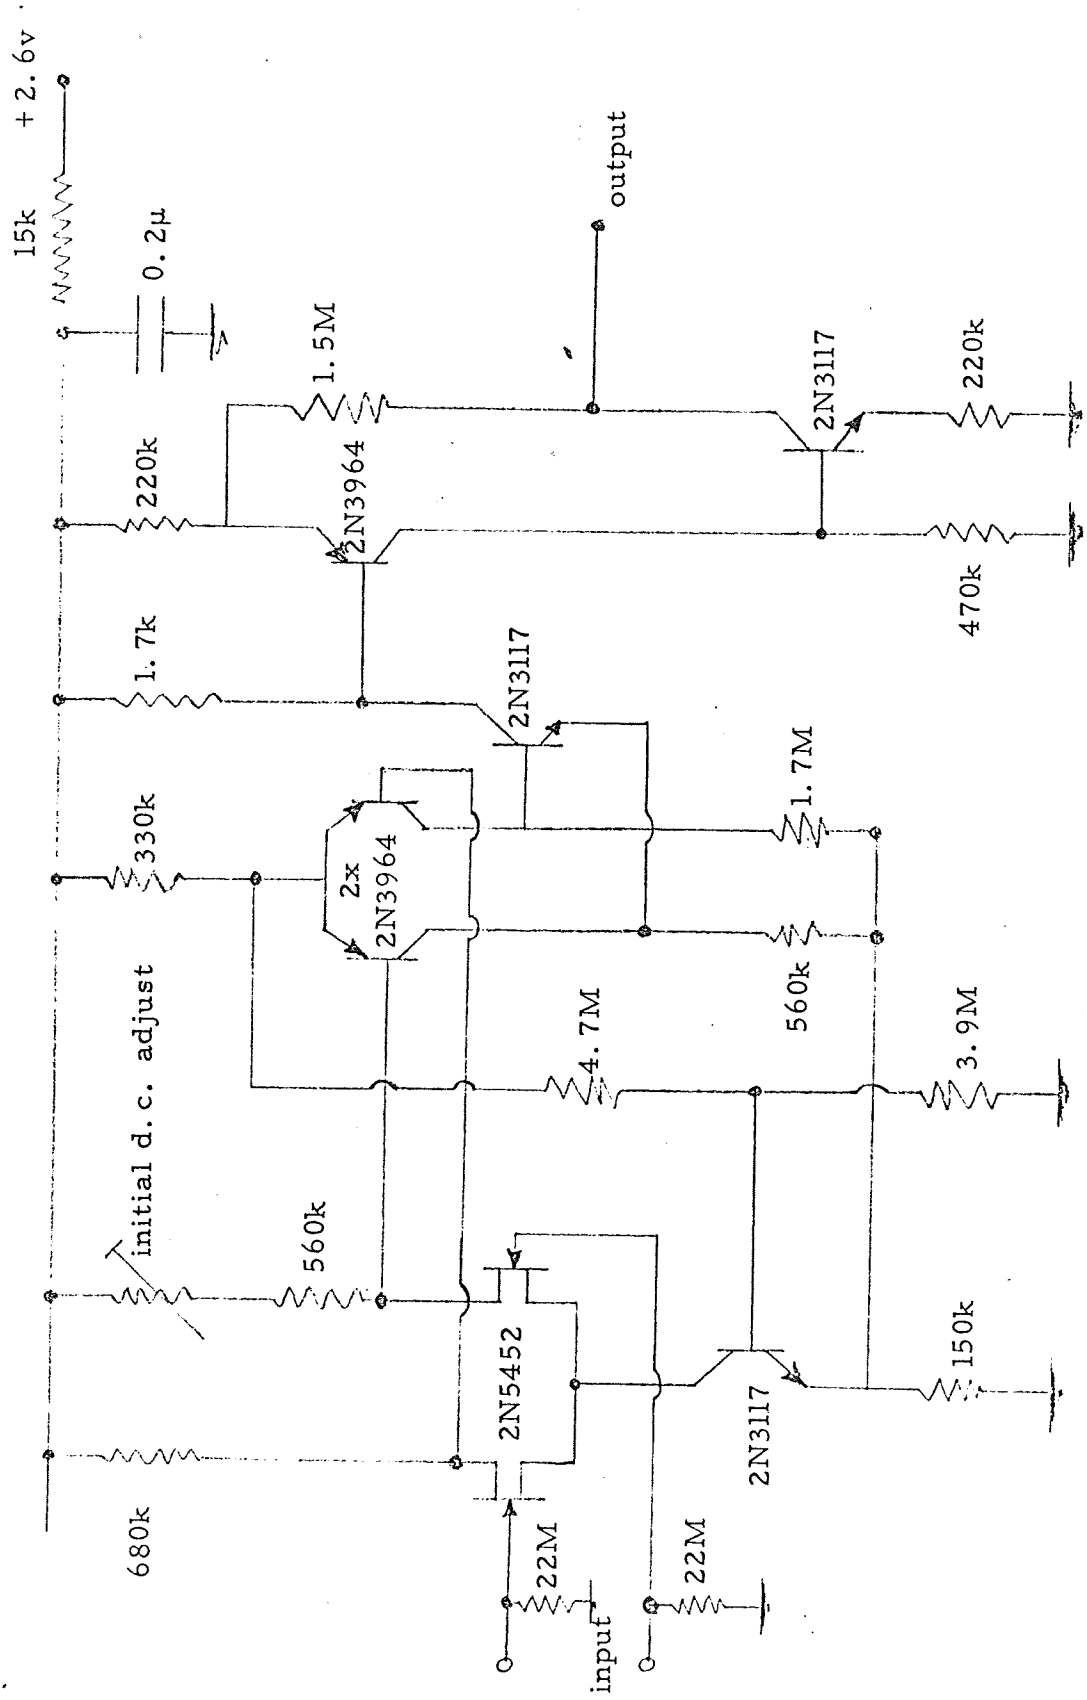 15k
+2.6v
0.2µ
220k
1.5M
1.7k
330k
initial d.c. adjust
560k
680k
2N3964
2x
2N3964
output
2N3117
2N3117
220k
470k
1.7M
560k
4.7M
3.9M
2N5452
2N3117
150k
22M
input
22M